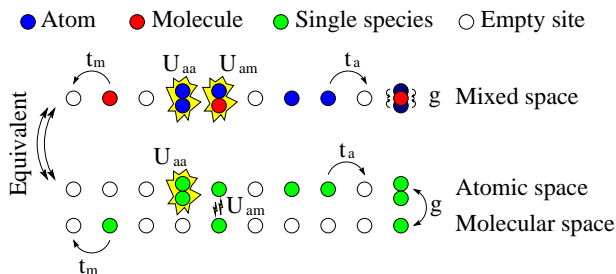 Atom Molecule Single species Empty site
t_m U_aa U_am t_a
g Mixed space
Equivalent
U_aa t_a
Atomic space
U_am g
Molecular space
t_m